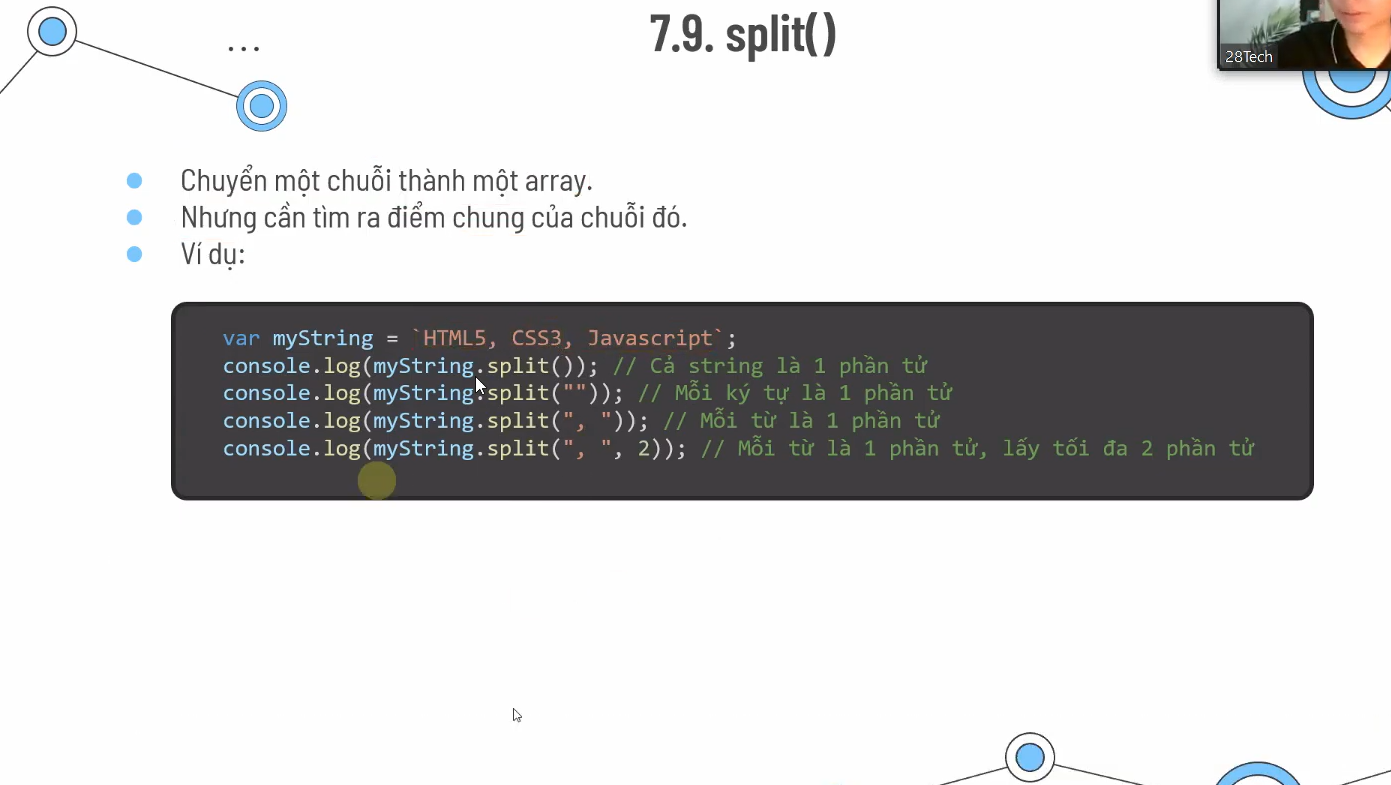 ...
7.9. split()
28Tech
Chuyển một chuỗi thành một array.
Nhưng cần tìm ra điểm chung của chuỗi đó.
Ví dụ:
var myString = `HTML5, CSS3, Javascript`;
console.log(myString.split()); // Cả string là 1 phần tử
console.log(myString.split("")); // Mỗi ký tự là 1 phần tử
console.log(myString.split(", ")); // Mỗi từ là 1 phần tử
console.log(myString.split(", ", 2)); // Mỗi từ là 1 phần tử, lấy tối đa 2 phần tử